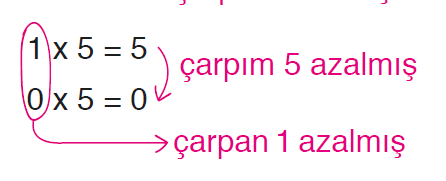 1 x 5 = 5
çarpım 5 azalmış
0 x 5 = 0
çarpan 1 azalmış